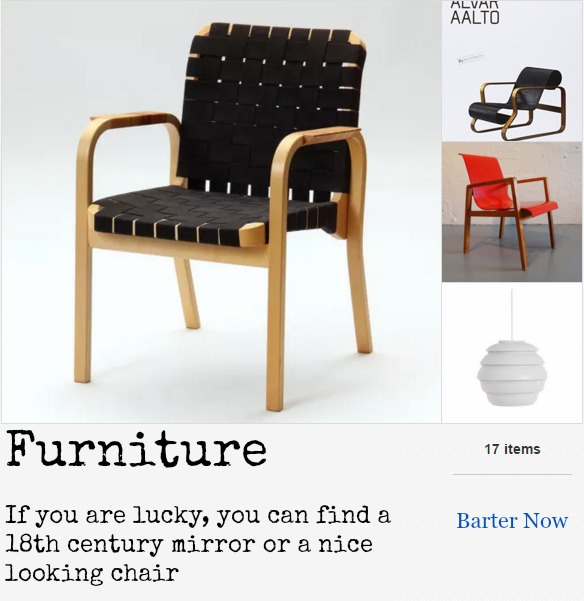 ALVAR
AALTO
Furniture
17 items
If you are lucky, you can find a
18th century mirror or a nice
looking chair
Barter Now